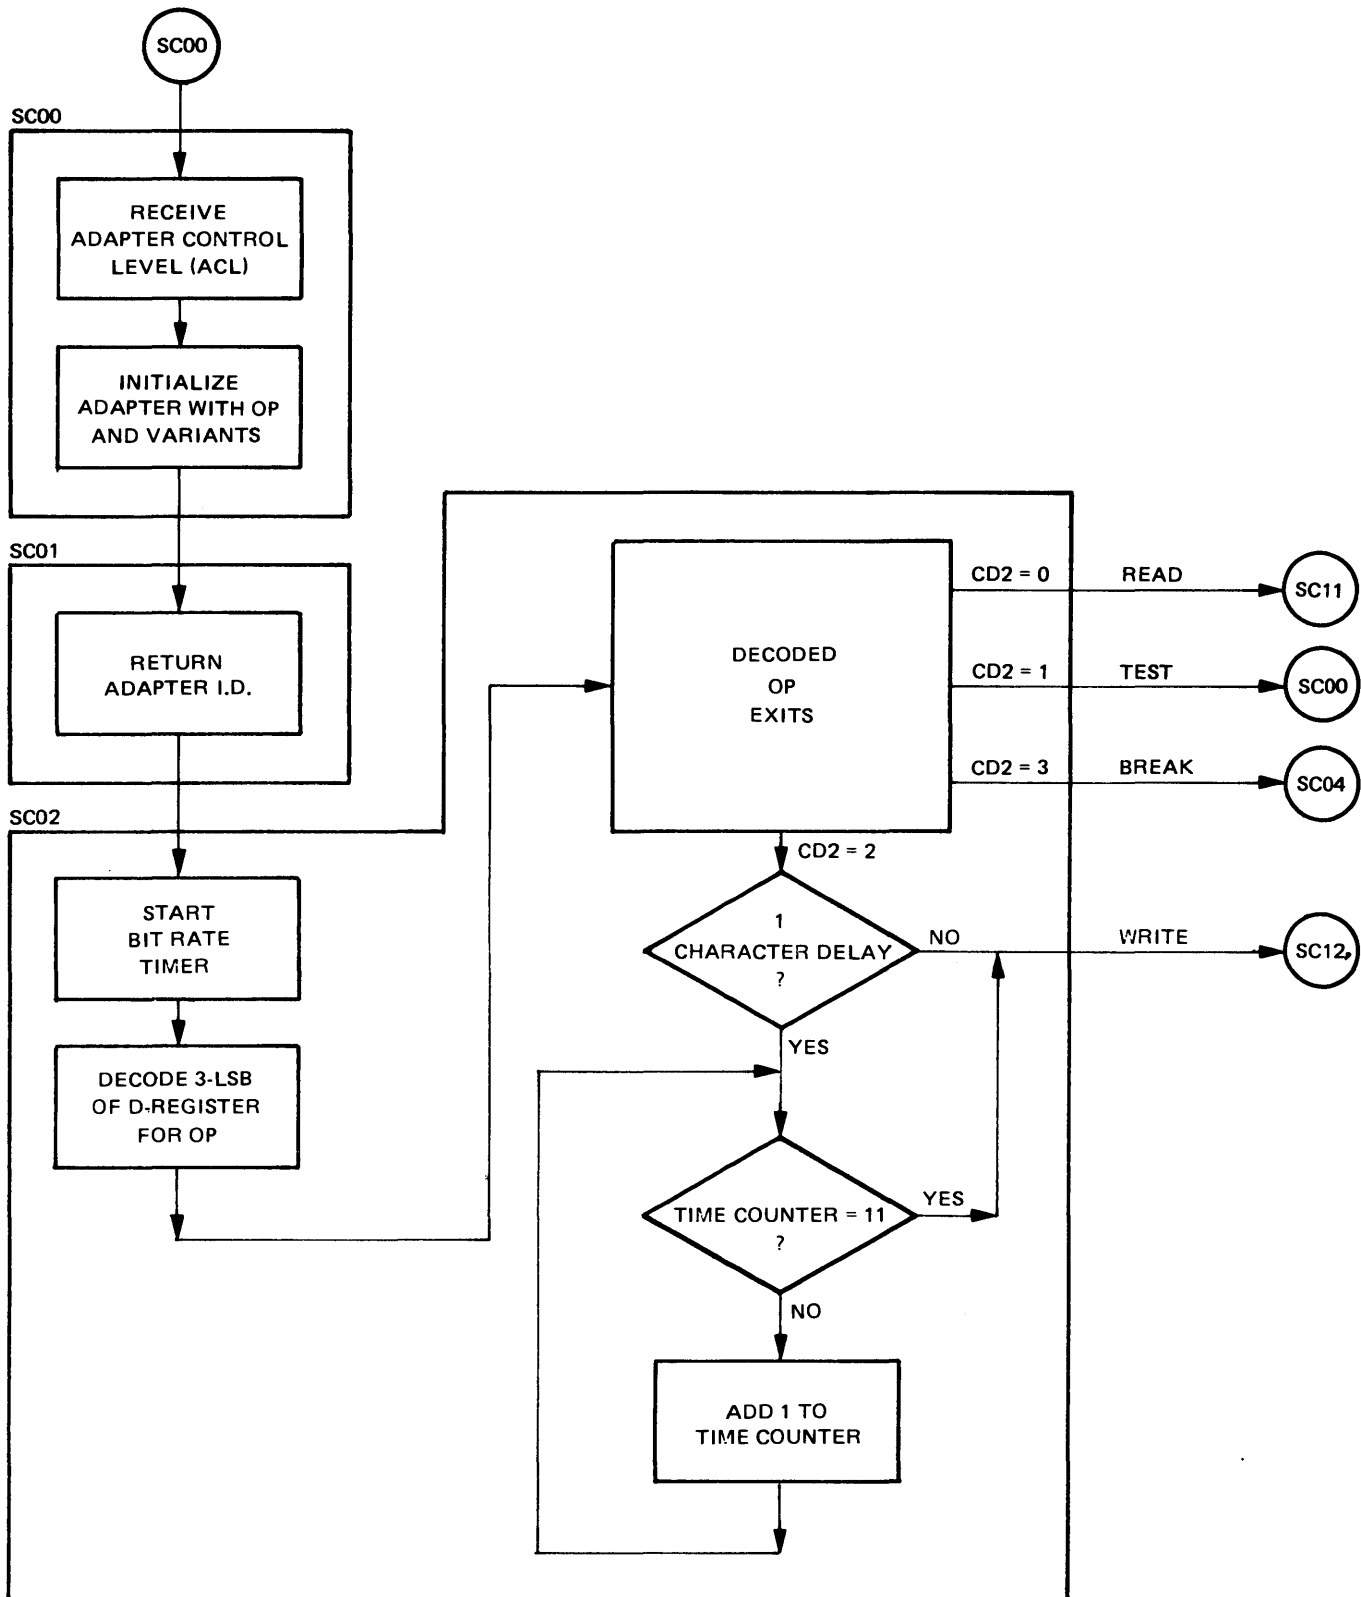 SC00
SC00
RECEIVE
ADAPTER CONTROL
LEVEL (ACL)
INITIALIZE
ADAPTER WITH OP
AND VARIANTS
SC01
RETURN
ADAPTER I.D.
SC02
START
BIT RATE
TIMER
DECODE 3-LSB
OF D-REGISTER
FOR OP
DECODED
OP
EXITS
CD2 = 0
READ
SC11
CD2 = 1
TEST
SC00
CD2 = 3
BREAK
SC04
CD2 = 2
1
CHARACTER DELAY
?
NO
WRITE
SC12,
YES
TIME COUNTER = 11
?
YES
NO
ADD 1 TO
TIME COUNTER